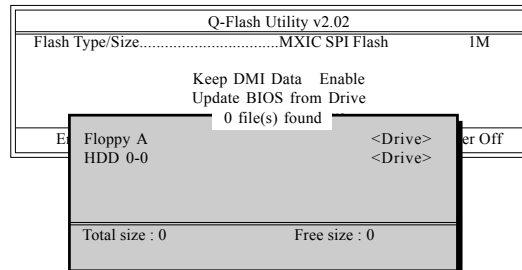 Q-Flash Utility v2.02
Flash Type/Size.................................MXIC SPI Flash 1M
Keep DMI Data Enable
Update BIOS from Drive
0 file(s) found
Floppy A <Drive>
HDD 0-0 <Drive>
Total size : 0 Free size : 0